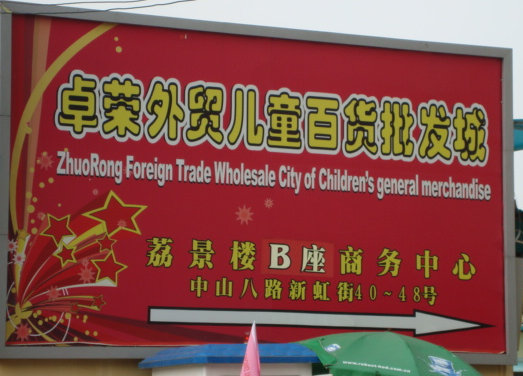 卓荣外贸儿童百货批发城
ZhuoRong Foreign Trade Wholesale City of Children's general merchandise
荔景楼B座商务中心
中山八路新虹街40~48号